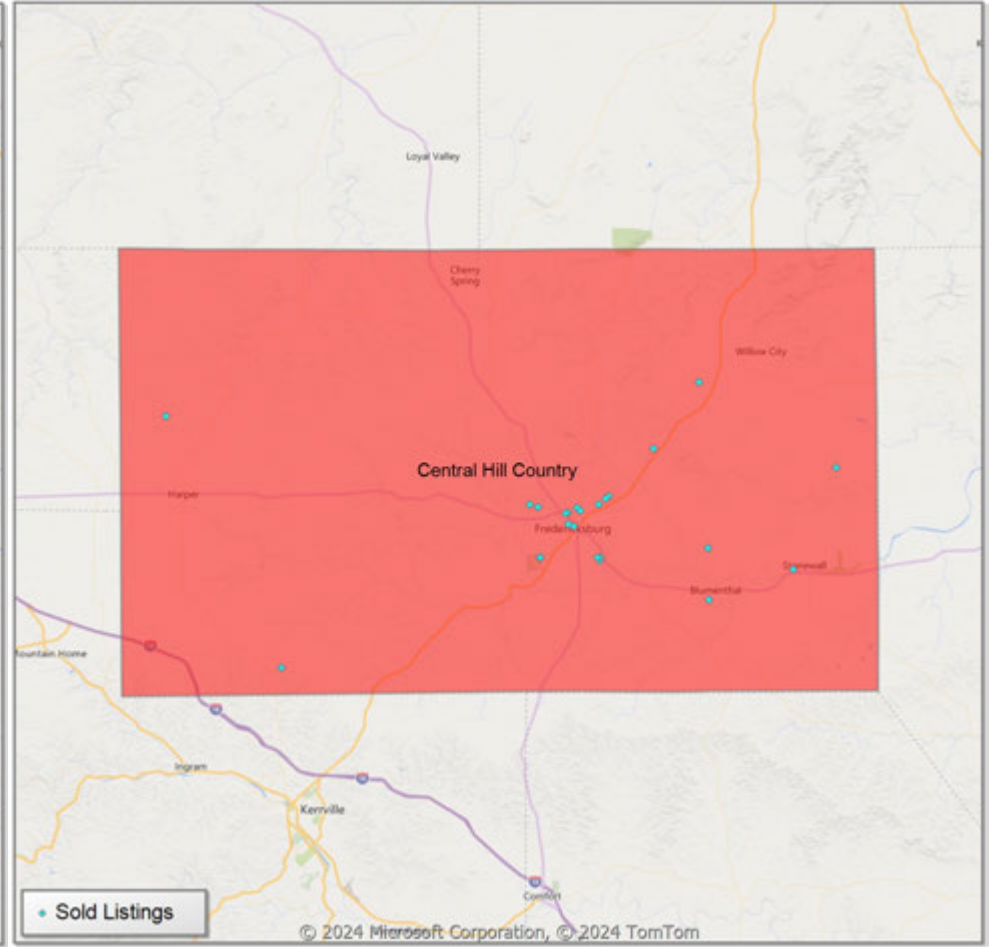 Loyal Valley
Cherry
Spring
Willow City
Central Hill Country
Harper
Fredericksburg
Stonewall
Blumenthal
Mountain Home
Ingram
Kerrville
Comfort
Sold Listings
© 2024 Microsoft Corporation, © 2024 TomTom